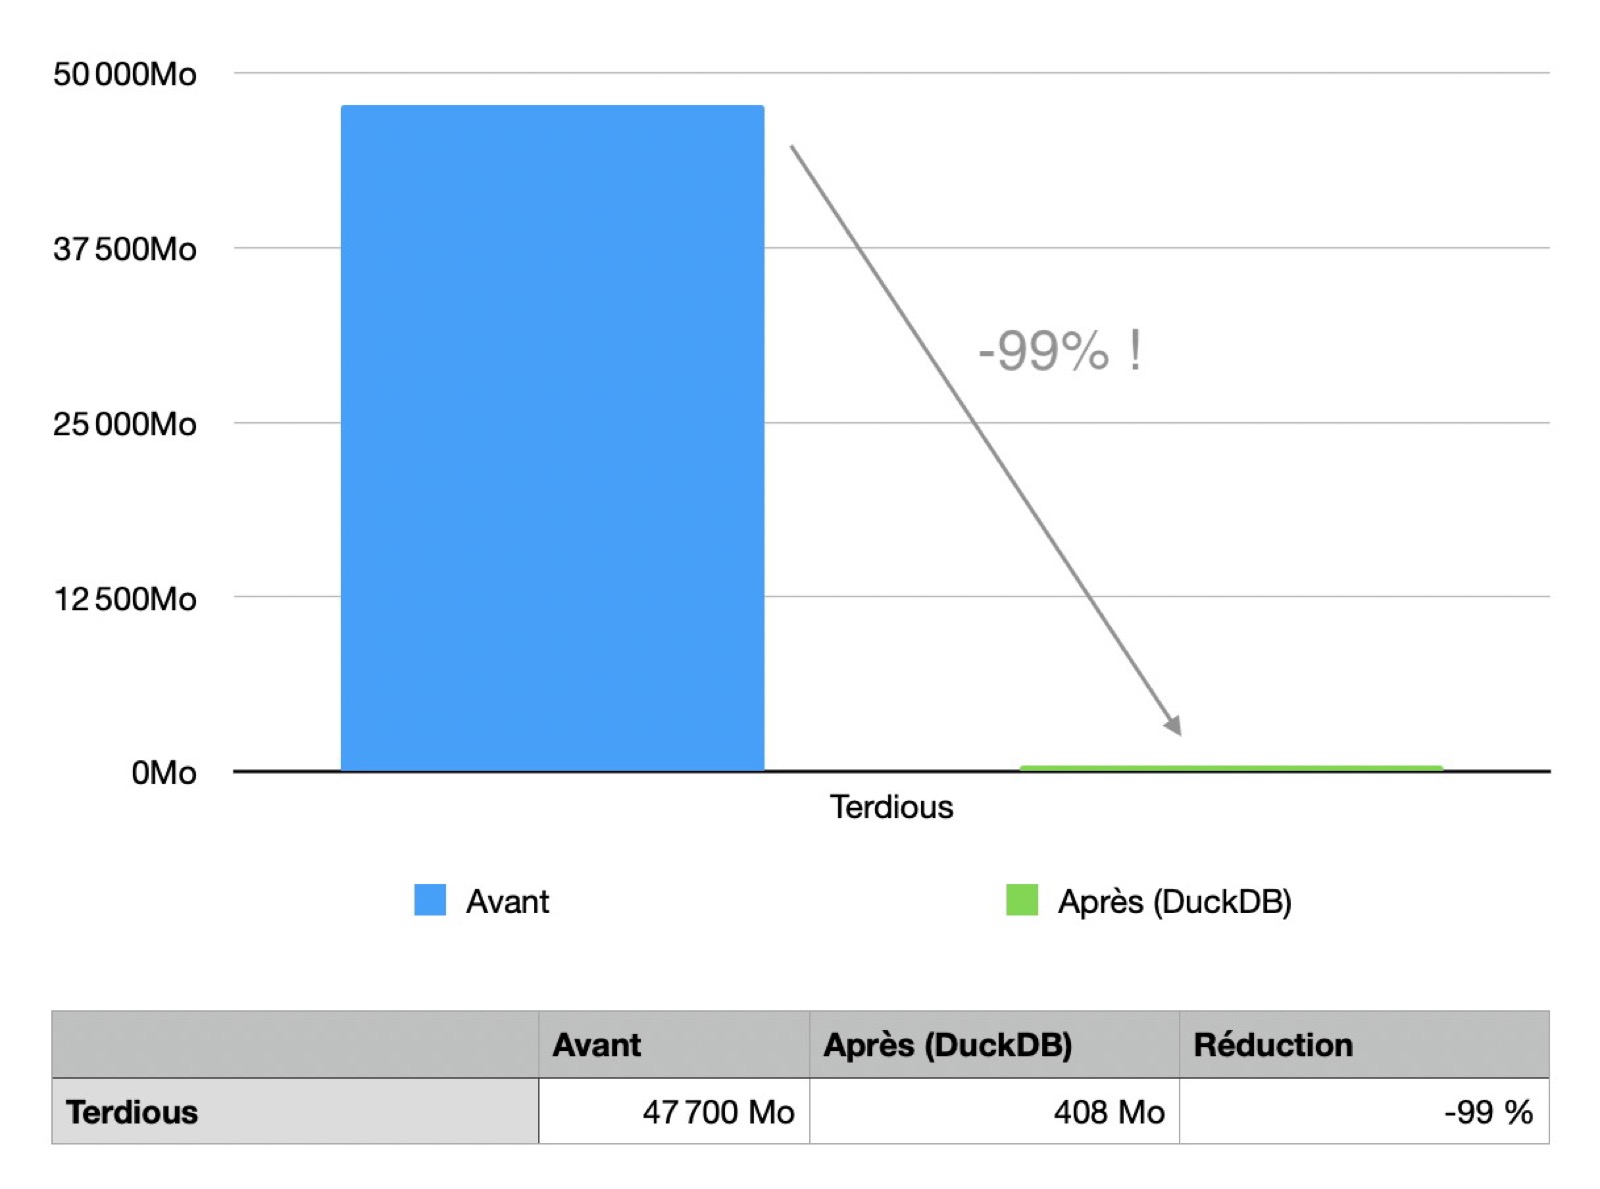 50 000Mo
37 500Mo
-99% !
25 000Mo
12 500Mo
0Mo
Terdious
Avant Après (DuckDB)
Avant Après (DuckDB) Réduction
Terdious 47 700 Mo 408 Mo -99 %